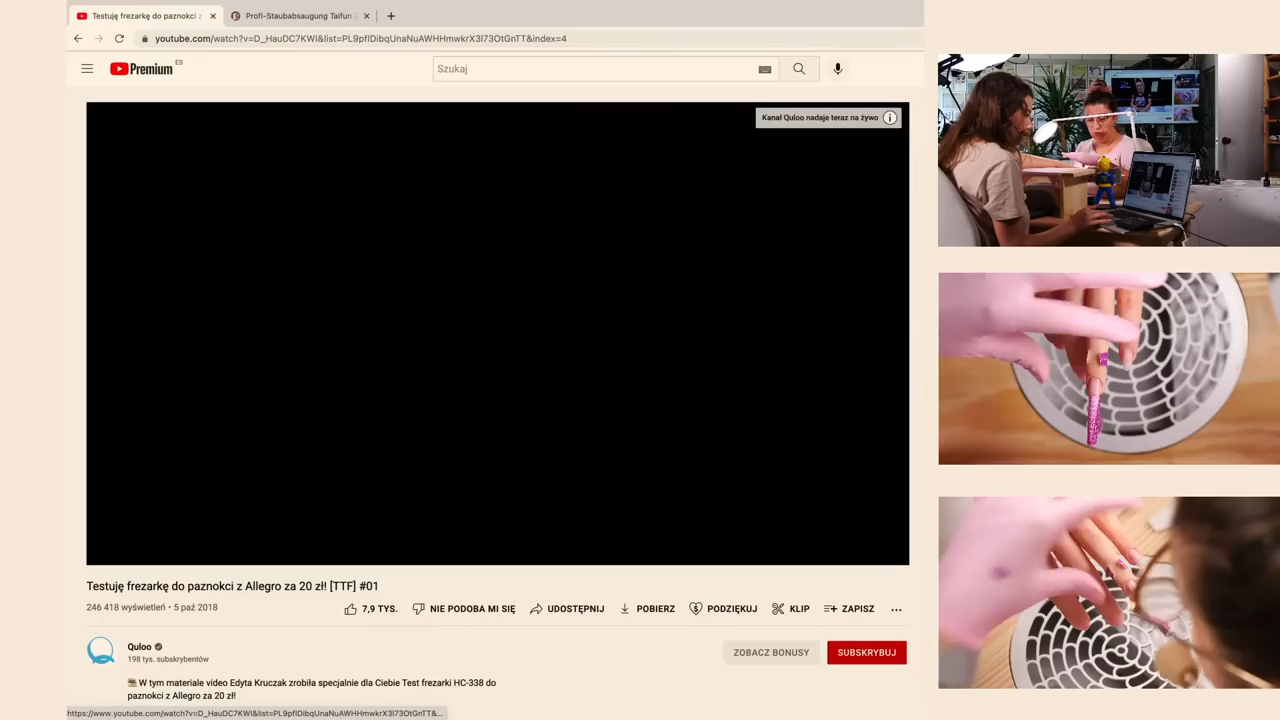 Testuję frezarkę do paznokci z
Profi-Staubabsaugung Taifun
youtube.com/watch?v=D_HauDC7KWI&list=PL9pfIDibQUnaNuAWHHmwkrX3l73OtGnTT&index=4
Premium
ES
Szukaj
Kanał Quloo nadaje teraz na żywo
Testuję frezarkę do paznokci z Allegro za 20 zł! [TTF] #01
246 418 wyświetleń • 5 paź 2018
7,9 TYS.
NIE PODOBA MI SIĘ
UDOSTĘPNIJ
POBIERZ
PODZIĘKUJ
KLIP
ZAPISZ
Quloo
198 tys. subskrybentów
ZOBACZ BONUSY
SUBSKRYBUJ
W tym materiale video Edyta Kruczak zrobiła specjalnie dla Ciebie Test frezarki HC-338 do
paznokci z Allegro za 20 zł!
https://www.youtube.com/watch?v=D_HauDC7KWI&list=PL9pfIDibQUnaNuAWHHmwkrX3l73OtGnTT&...